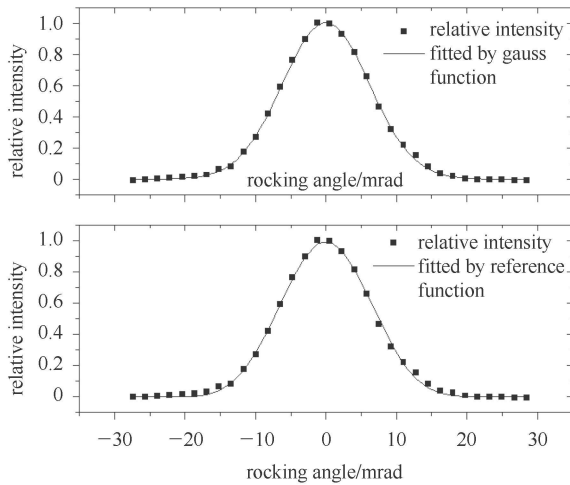 relative intensity
1.0
0.8
0.6
0.4
0.2
0
relative intensity
fitted by gauss
function
rocking angle/mrad
relative intensity
1.0
0.8
0.6
0.4
0.2
0
relative intensity
fitted by reference
function
−30 −20 −10 0 10 20 30
rocking angle/mrad